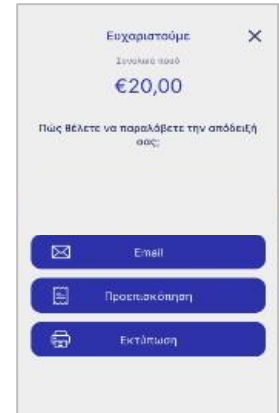 Ευχαριστούμε
Συνολικό ποσό
€20,00
Πώς θέλετε να παραλάβετε την απόδειξή
σας;
Email
Προεπισκόπηση
Εκτύπωση